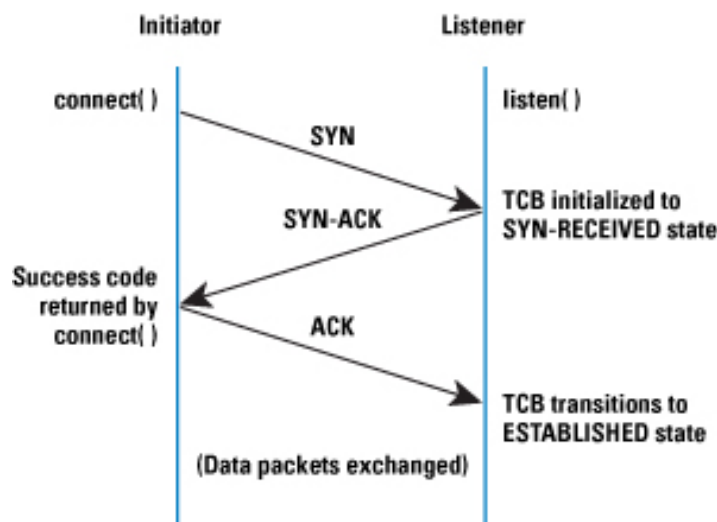 Initiator
Listener
connect( )
listen( )
SYN
TCB initialized to
SYN-RECEIVED state
SYN-ACK
Success code
returned by
connect( )
ACK
TCB transitions to
ESTABLISHED state
(Data packets exchanged)